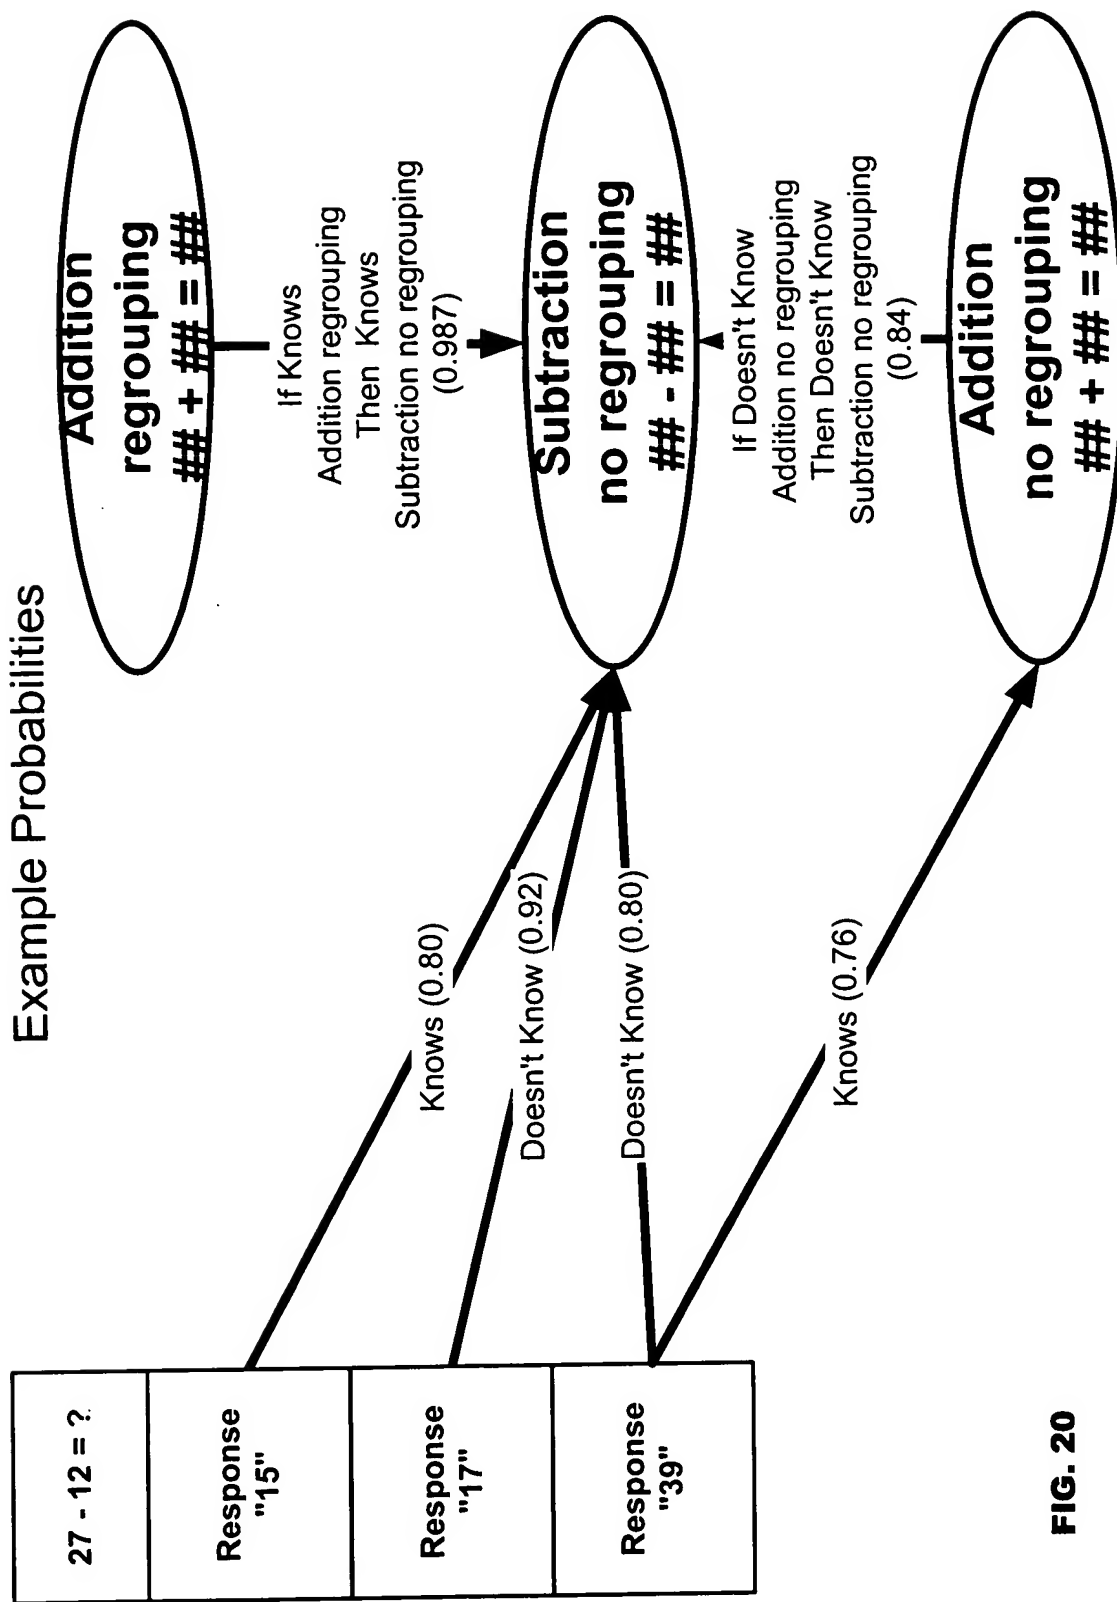 Example Probabilities
27 - 12 = ?
Response
"15"
Response
"17"
Response
"39"
Knows (0.80)
Doesn't Know (0.92)
Doesn't Know (0.80)
Knows (0.76)
Addition
regrouping
## + ## = ##
If Knows
Addition regrouping
Then Knows
Subtraction no regrouping
(0.987)
Subtraction
no regrouping
## - ## = ##
If Doesn't Know
Addition no regrouping
Then Doesn't Know
Subtraction no regrouping
(0.84)
Addition
no regrouping
## + ## = ##
FIG. 20